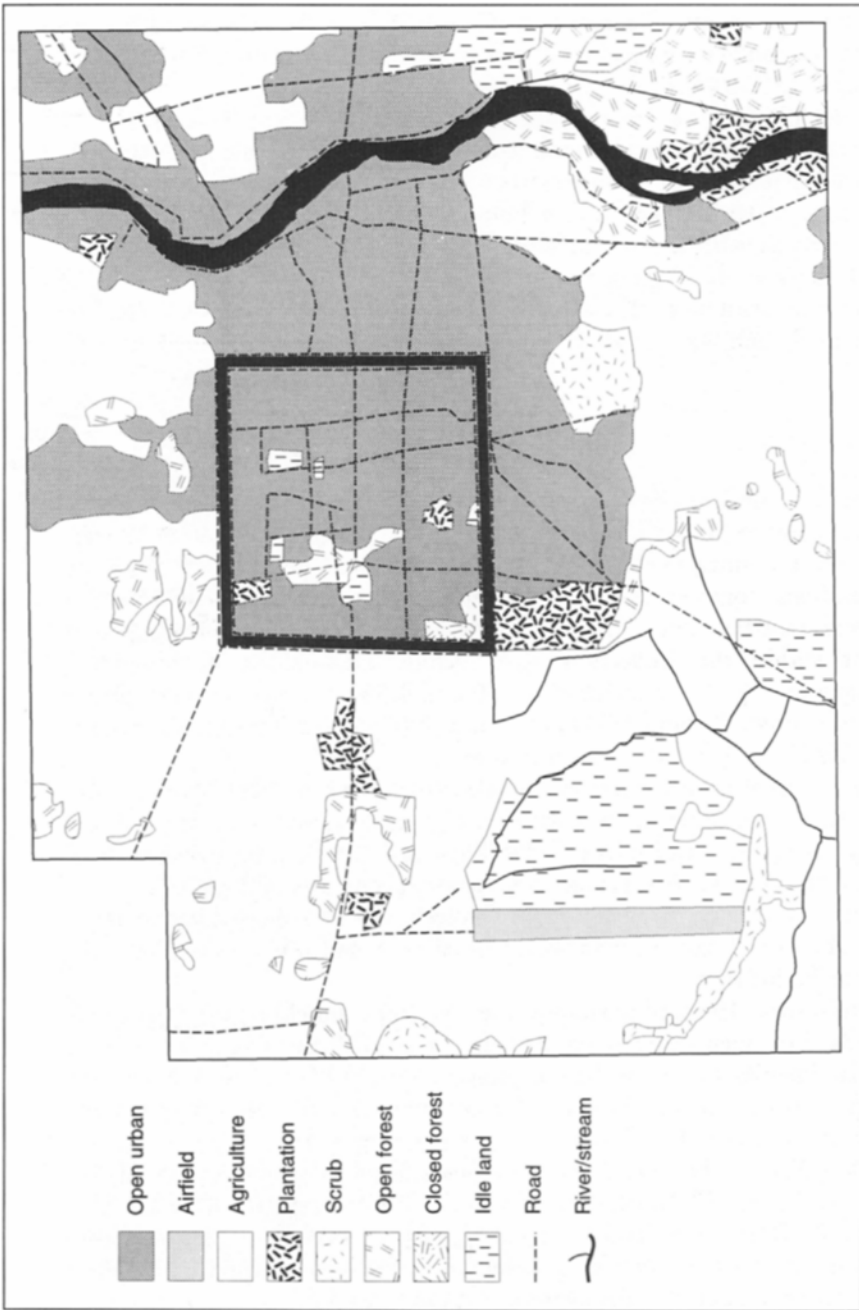 Open urban
Airfield
Agriculture
Plantation
Scrub
Open forest
Closed forest
Idle land
Road
River/stream